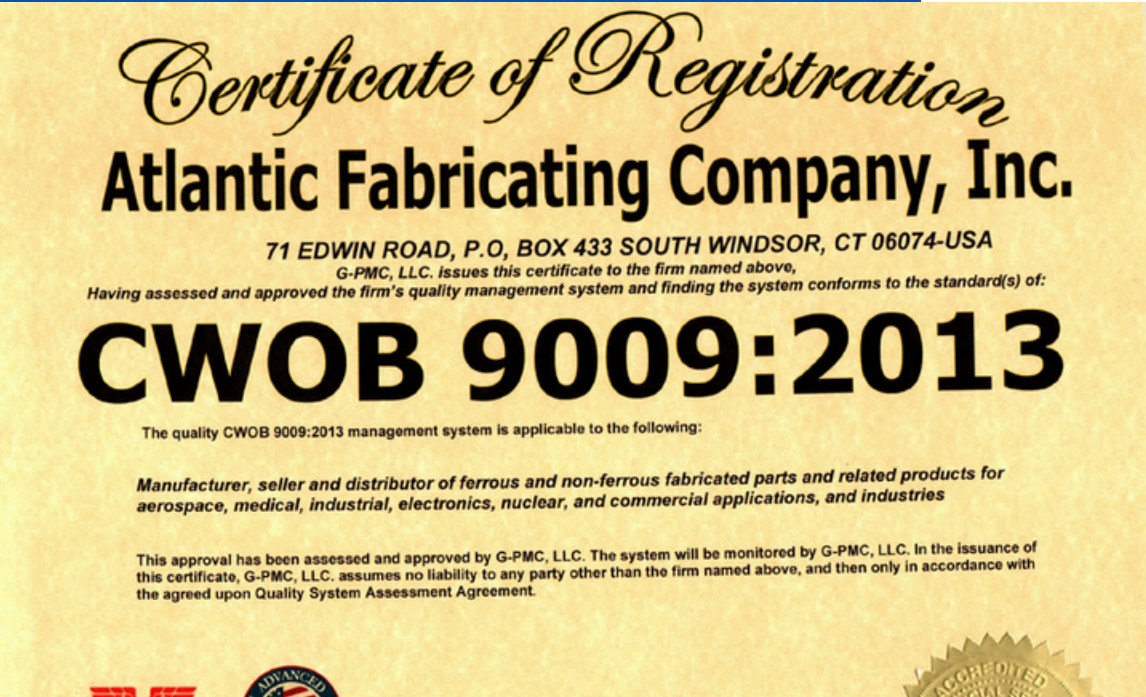 Certificate of Registration
Atlantic Fabricating Company, Inc.
71 EDWIN ROAD, P.O, BOX 433 SOUTH WINDSOR, CT 06074-USA
G-PMC, LLC. issues this certificate to the firm named above,
Having assessed and approved the firm's quality management system and finding the system conforms to the standard(s) of:
CWOB 9009:2013
The quality CWOB 9009:2013 management system is applicable to the following:
Manufacturer, seller and distributor of ferrous and non-ferrous fabricated parts and related products for
aerospace, medical, industrial, electronics, nuclear, and commercial applications, and industries
This approval has been assessed and approved by G-PMC, LLC. The system will be monitored by G-PMC, LLC. In the issuance of
this certificate, G-PMC, LLC. assumes no liability to any party other than the firm named above, and then only in accordance with
the agreed upon Quality System Assessment Agreement.
ADVANCED
ACCREDITED